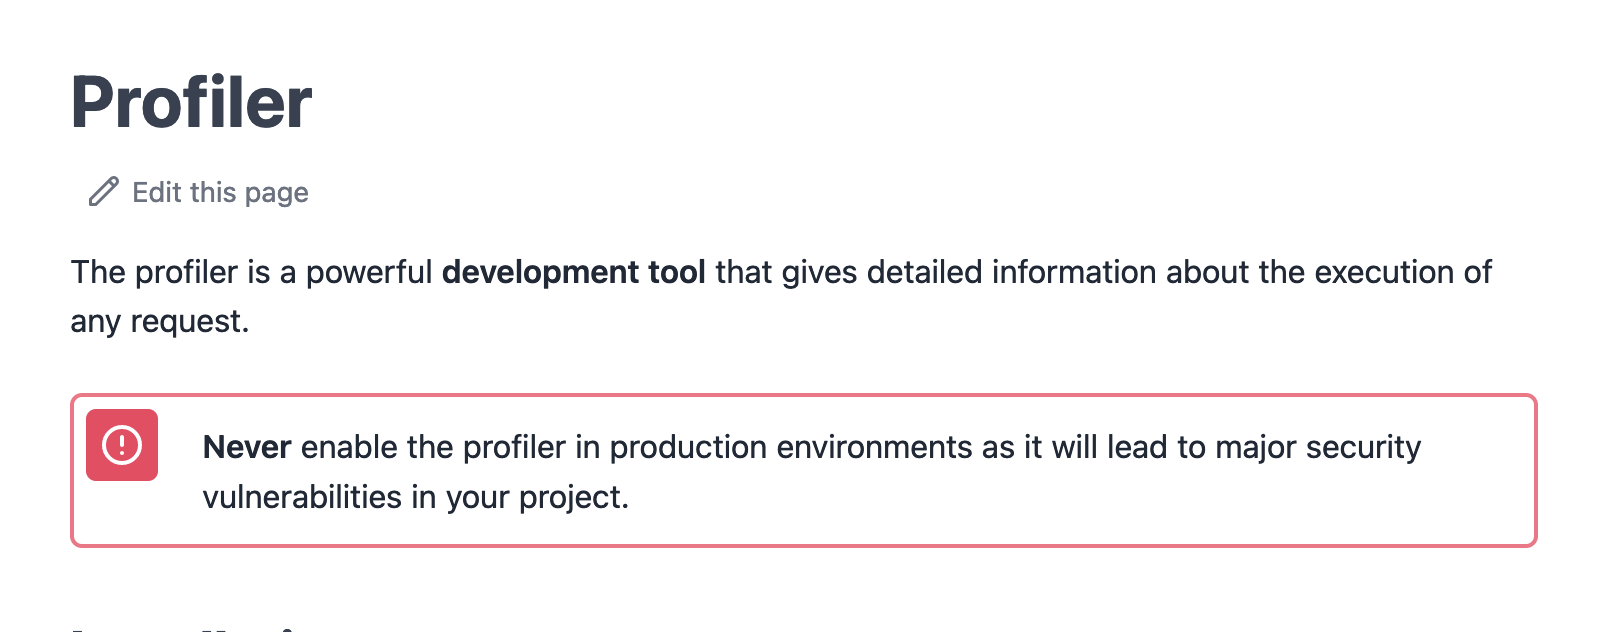 Profiler
Edit this page
The profiler is a powerful development tool that gives detailed information about the execution of
any request.
Never enable the profiler in production environments as it will lead to major security
vulnerabilities in your project.